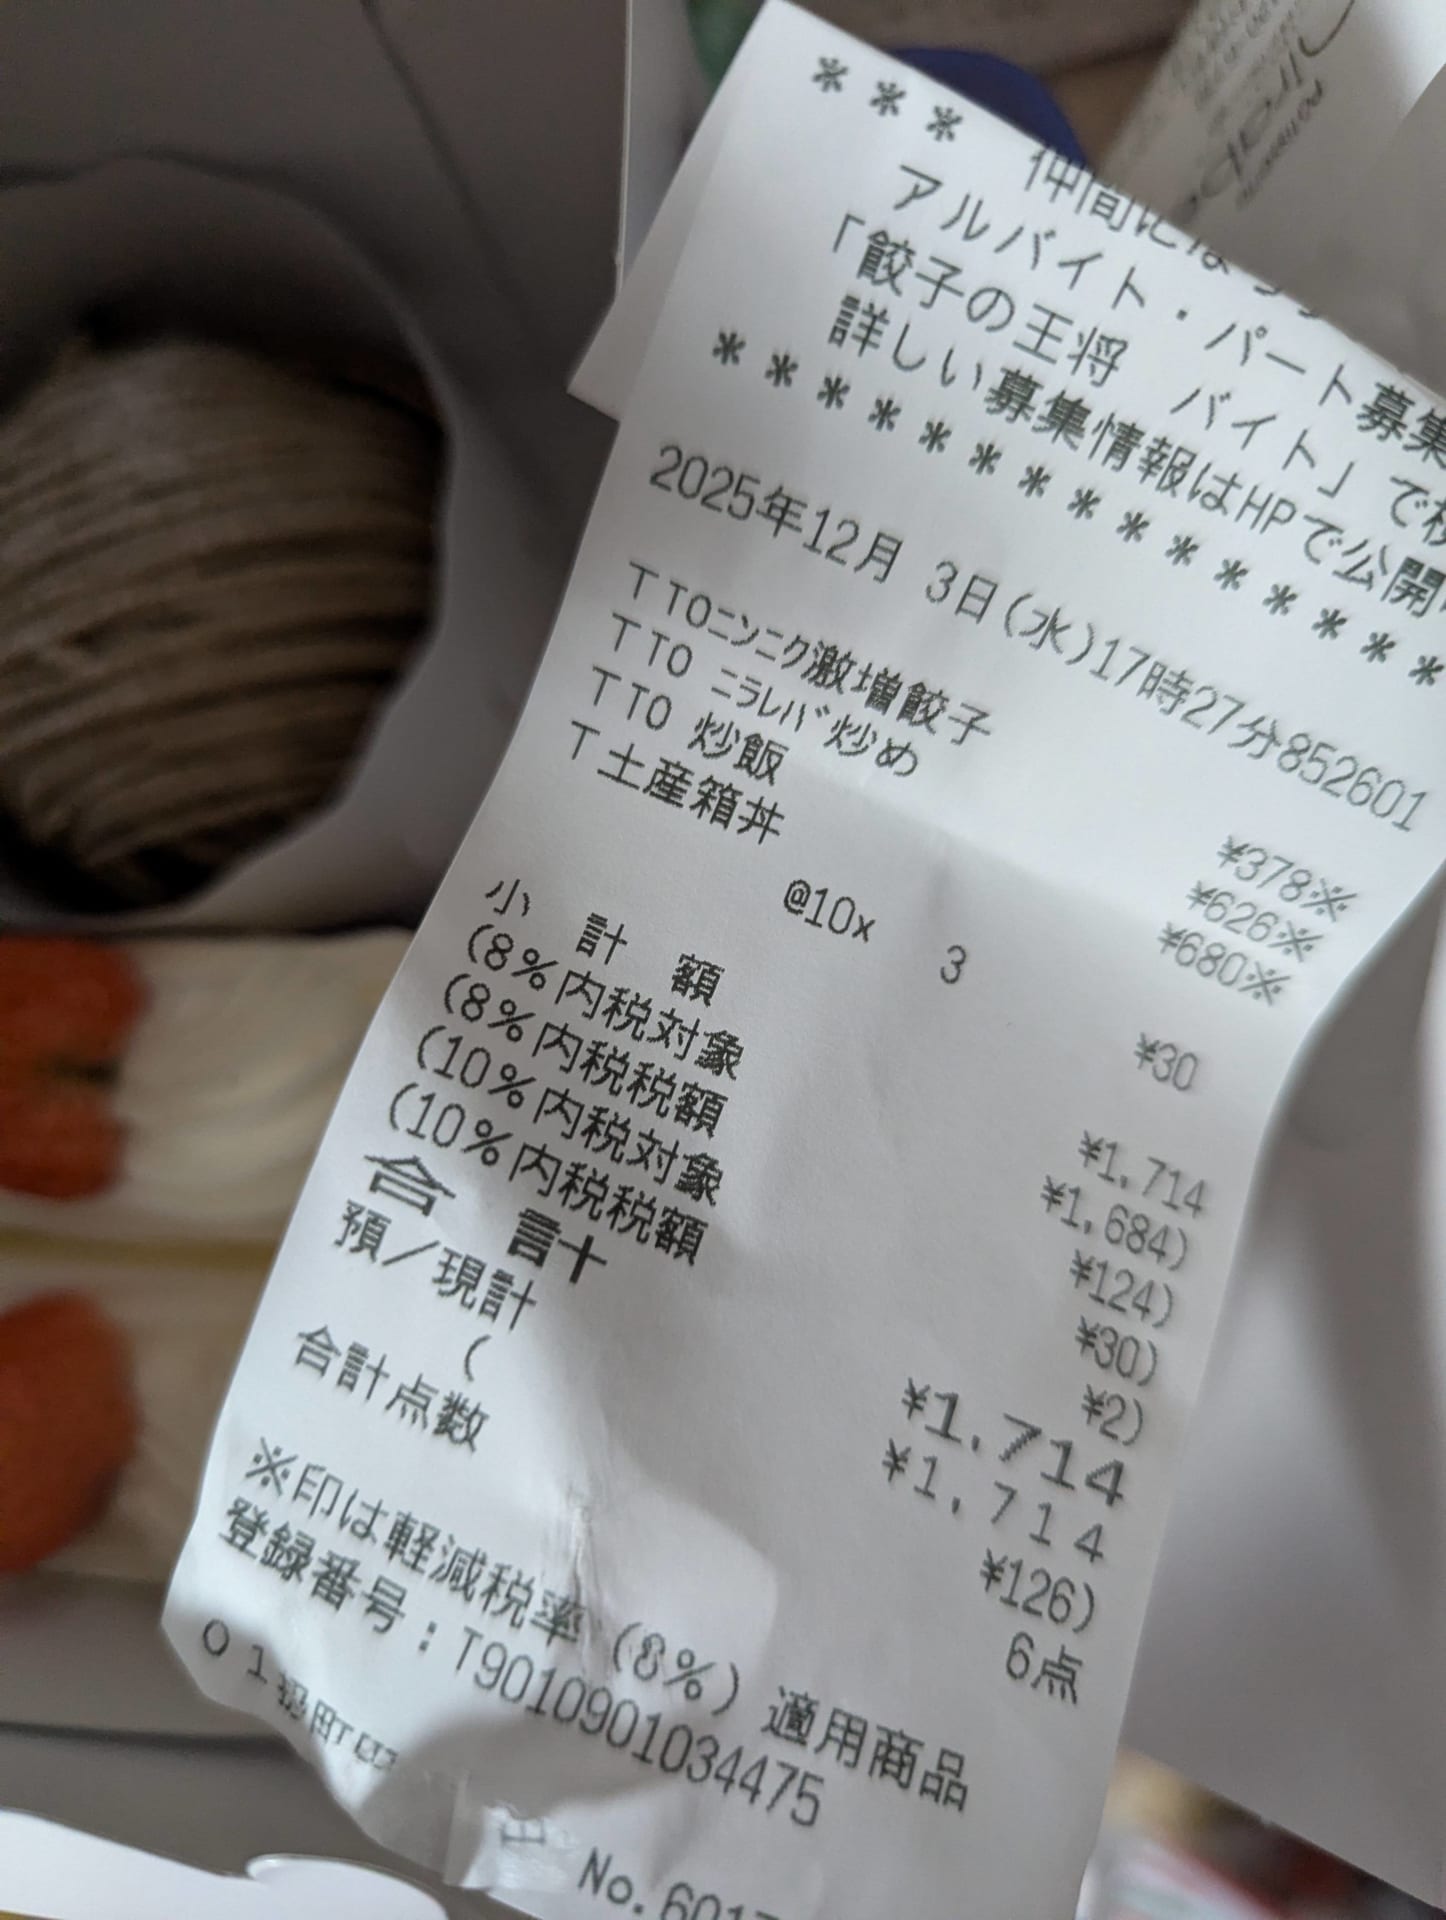 *** 仲間に
アルバイト・パート募集
「餃子の王将 バイト」で
詳しい募集情報はHPで公開
***************
2025年12月 3日(水)17時27分852601
TTOニンニク激増餃子 ¥378※
TTO ニラレバ炒め ¥626※
TTO 炒飯 ¥680※
T土産箱丼
@10x 3 ¥30
小 計 額 ¥1,714
(8%内税対象 ¥1,684)
(8%内税税額 ¥124)
(10%内税対象 ¥30)
(10%内税税額 ¥2)
合 計 ¥1,714
預/現計 ¥1,714
( ¥126)
合計点数 6点
※印は軽減税率(8%)適用商品
登録番号:T9010901034475
01
No.601